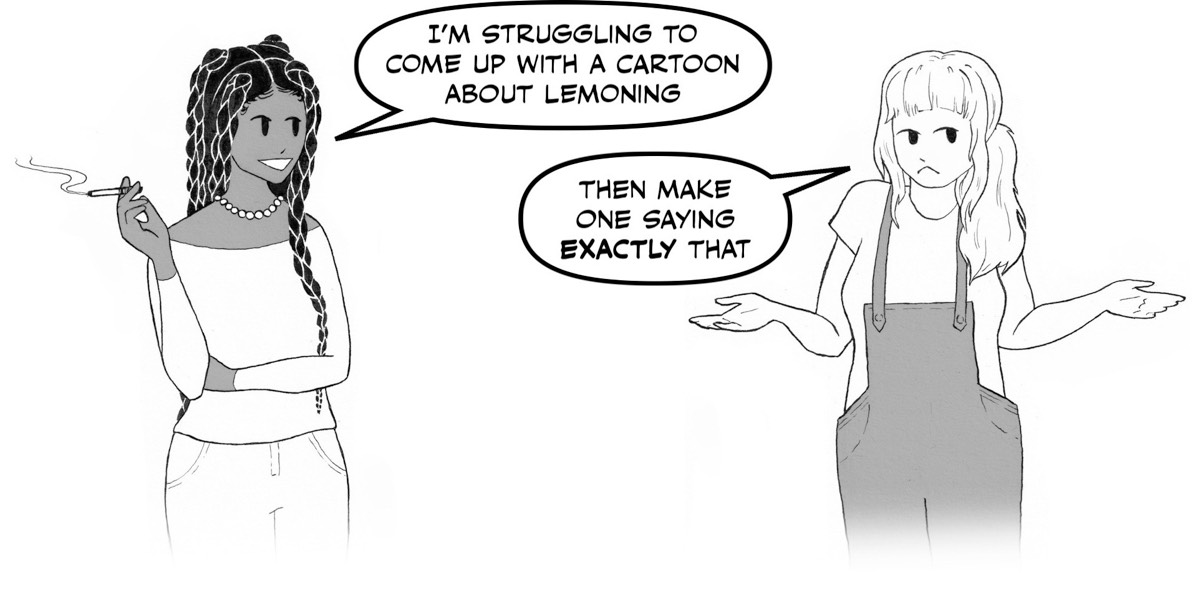 I'M STRUGGLING TO
COME UP WITH A CARTOON
ABOUT LEMONING
THEN MAKE
ONE SAYING
EXACTLY THAT